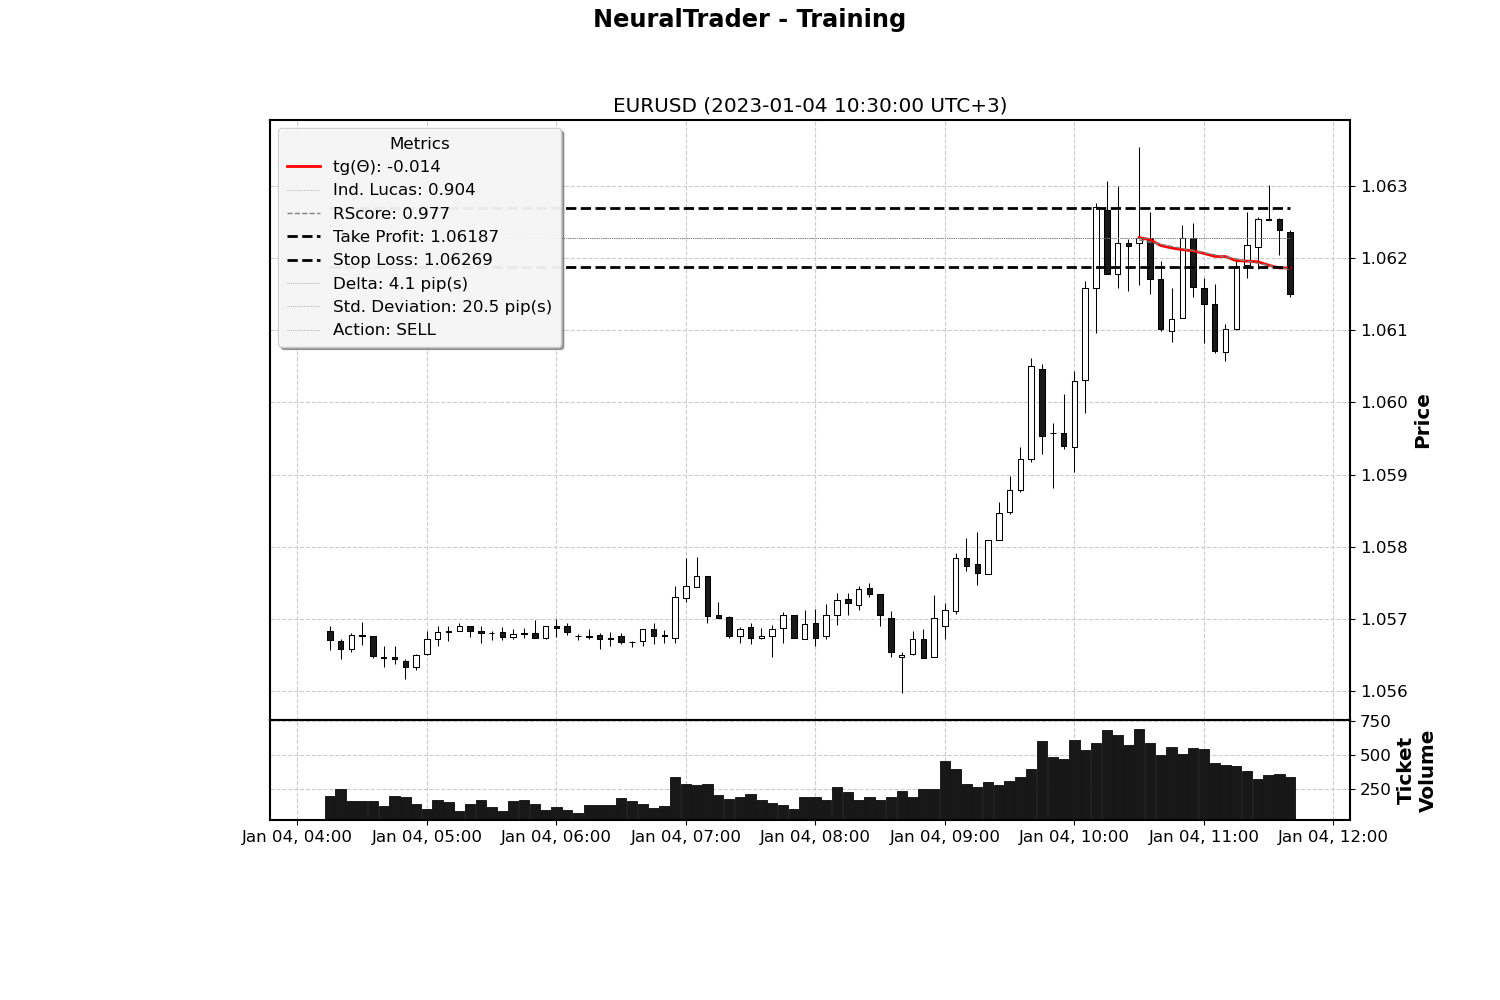 NeuralTrader - Training
EURUSD (2023-01-04 10:30:00 UTC+3)
Metrics
tg(Θ): -0.014
Ind. Lucas: 0.904
RScore: 0.977
Take Profit: 1.06187
Stop Loss: 1.06269
Delta: 4.1 pip(s)
Std. Deviation: 20.5 pip(s)
Action: SELL
1.063
1.062
1.061
1.060
1.059
1.058
1.057
1.056
Price
750
500
250
Ticket
Volume
Jan 04, 04:00
Jan 04, 05:00
Jan 04, 06:00
Jan 04, 07:00
Jan 04, 08:00
Jan 04, 09:00
Jan 04, 10:00
Jan 04, 11:00
Jan 04, 12:00